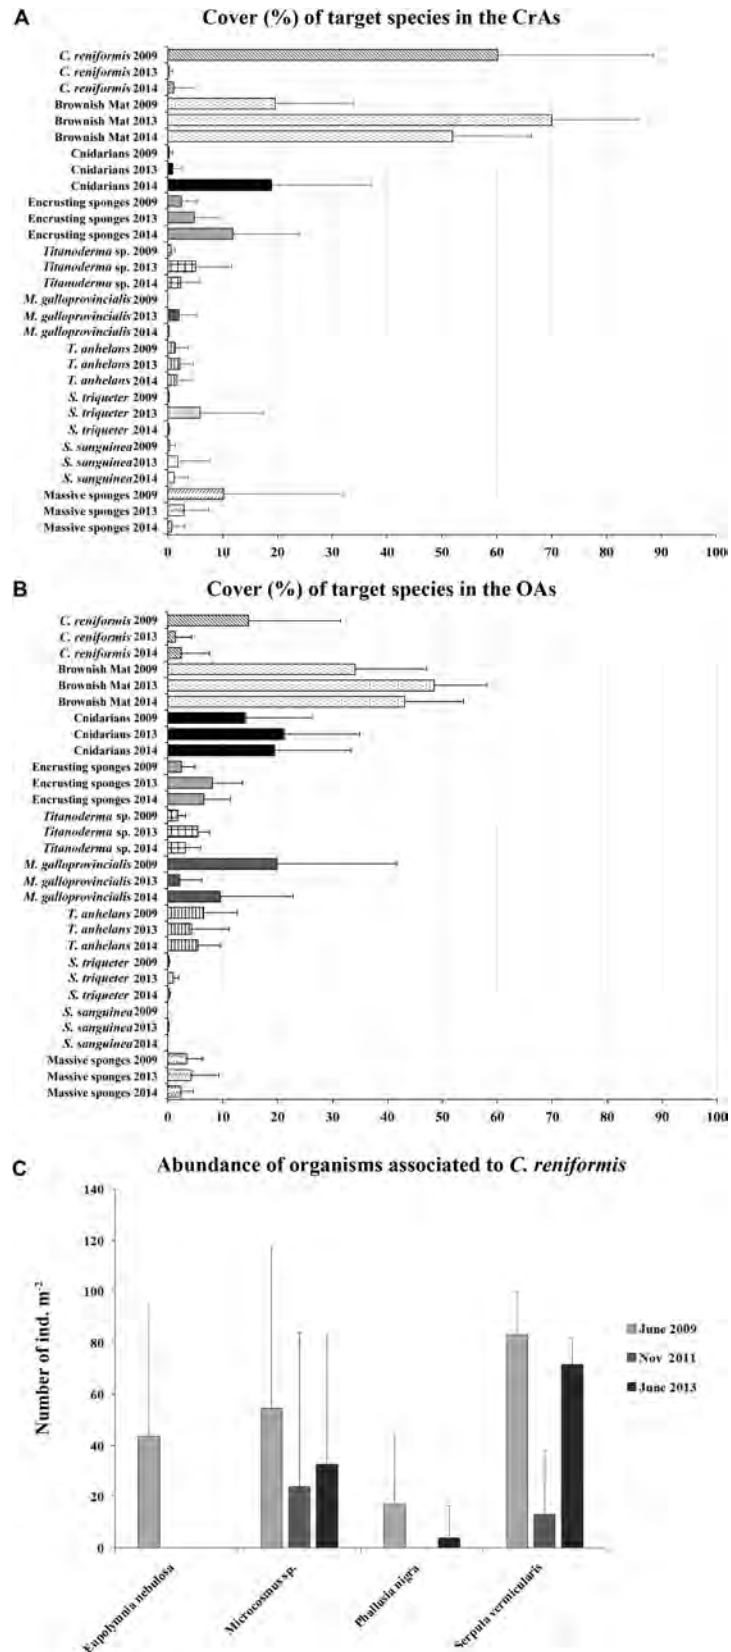 A
Cover (%) of target species in the CrAs
C. reniformis 2009
C. reniformis 2013
C. reniformis 2014
Brownish Mat 2009
Brownish Mat 2013
Brownish Mat 2014
Cnidarians 2009
Cnidarians 2013
Cnidarians 2014
Encrusting sponges 2009
Encrusting sponges 2013
Encrusting sponges 2014
Titanoderma sp. 2009
Titanoderma sp. 2013
Titanoderma sp. 2014
M. galloprovincialis 2009
M. galloprovincialis 2013
M. galloprovincialis 2014
T. anhelans 2009
T. anhelans 2013
T. anhelans 2014
S. triqueter 2009
S. triqueter 2013
S. triqueter 2014
S. sanguinea 2009
S. sanguinea 2013
S. sanguinea 2014
Massive sponges 2009
Massive sponges 2013
Massive sponges 2014
0 10 20 30 40 50 60 70 80 90 100
B
Cover (%) of target species in the OAs
C. reniformis 2009
C. reniformis 2013
C. reniformis 2014
Brownish Mat 2009
Brownish Mat 2013
Brownish Mat 2014
Cnidarians 2009
Cnidarians 2013
Cnidarians 2014
Encrusting sponges 2009
Encrusting sponges 2013
Encrusting sponges 2014
Titanoderma sp. 2009
Titanoderma sp. 2013
Titanoderma sp. 2014
M. galloprovincialis 2009
M. galloprovincialis 2013
M. galloprovincialis 2014
T. anhelans 2009
T. anhelans 2013
T. anhelans 2014
S. triqueter 2009
S. triqueter 2013
S. triqueter 2014
S. sanguinea 2009
S. sanguinea 2013
S. sanguinea 2014
Massive sponges 2009
Massive sponges 2013
Massive sponges 2014
0 10 20 30 40 50 60 70 80 90 100
C
Abundance of organisms associated to C. reniformis
Number of ind. m⁻²
140
120
100
80
60
40
20
0
June 2009
Nov 2011
June 2013
Eupolymnia nebulosa
Microcosmus sp.
Phallusia nigra
Serpula vermicularis